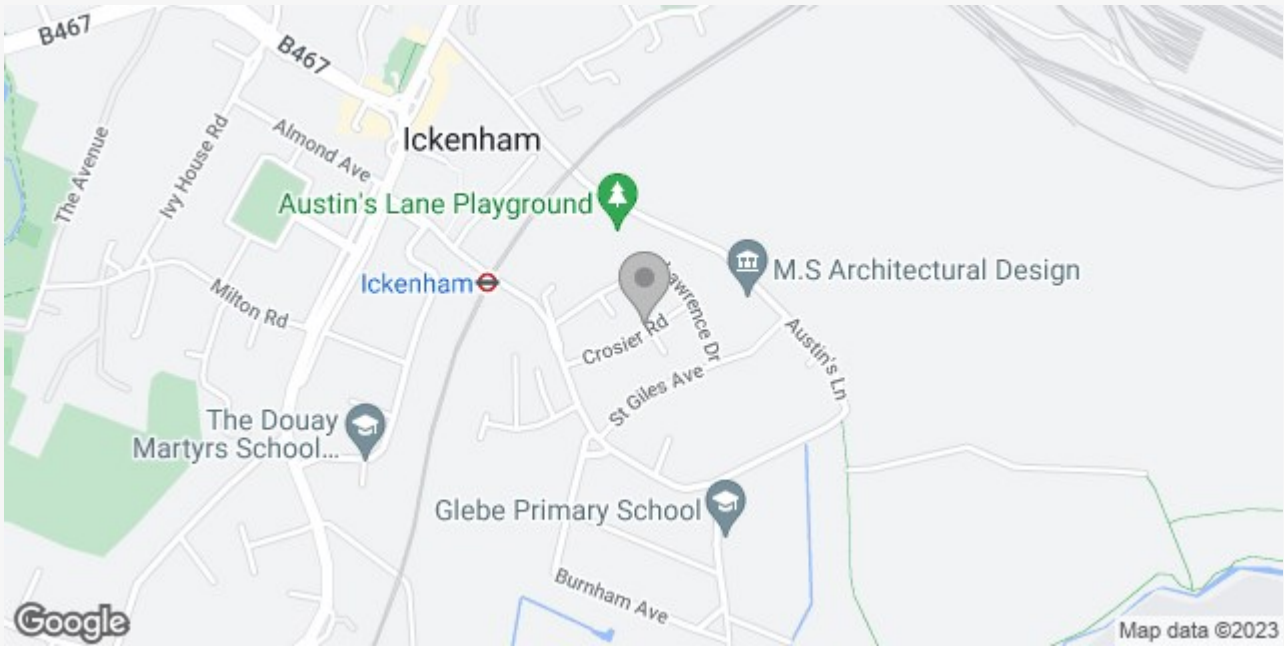 B467
B467
Ickenham
Almond Ave
Ivy House Rd
The Avenue
Austin's Lane Playground
Ickenham
M.S Architectural Design
Lawrence Dr
Milton Rd
Crosier Rd
Austin's Ln
St Giles Ave
The Douay
Martyrs School...
Glebe Primary School
Burnham Ave
Google
Map data ©2023